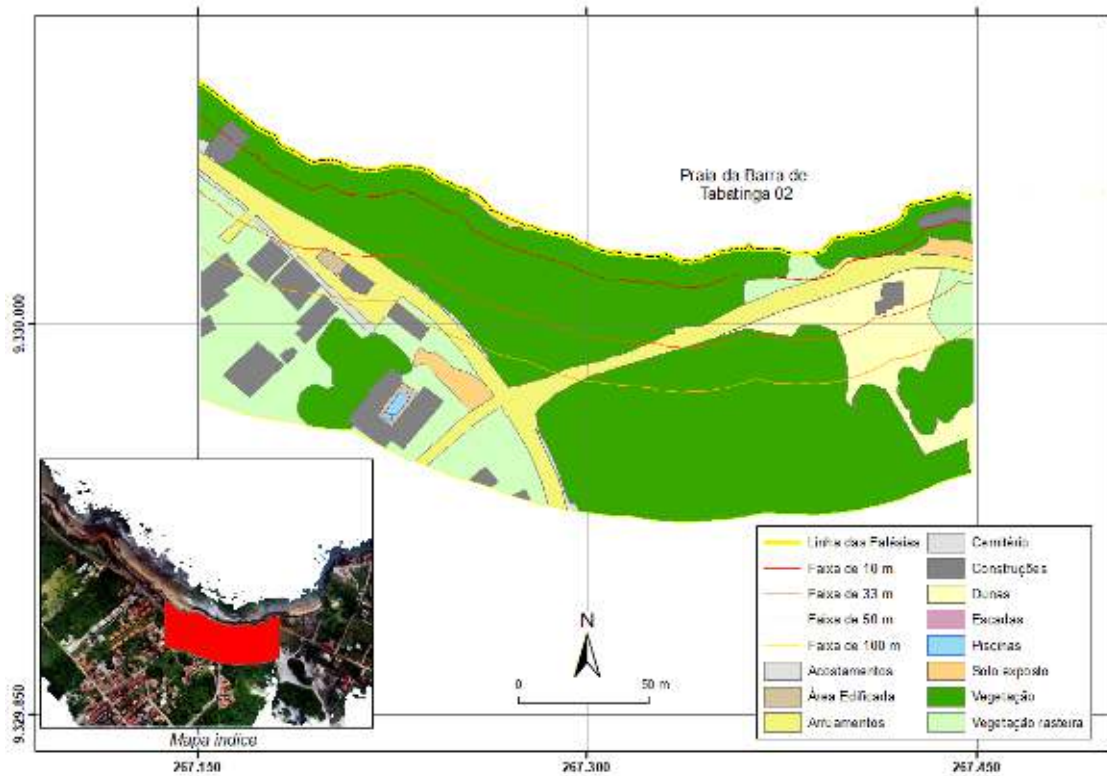 Praia da Barra de
Tabatinga 02
9.330.000
9.329.850
N
0 50 m
Mapa índice
Linha das Falésias
Faixa de 10 m
Faixa de 33 m
Faixa de 50 m
Faixa de 100 m
Acostamentos
Área Edificada
Arruamentos
Cemitério
Construções
Dunas
Escadas
Piscinas
Solo exposto
Vegetação
Vegetação rasteira
267.150 267.300 267.450